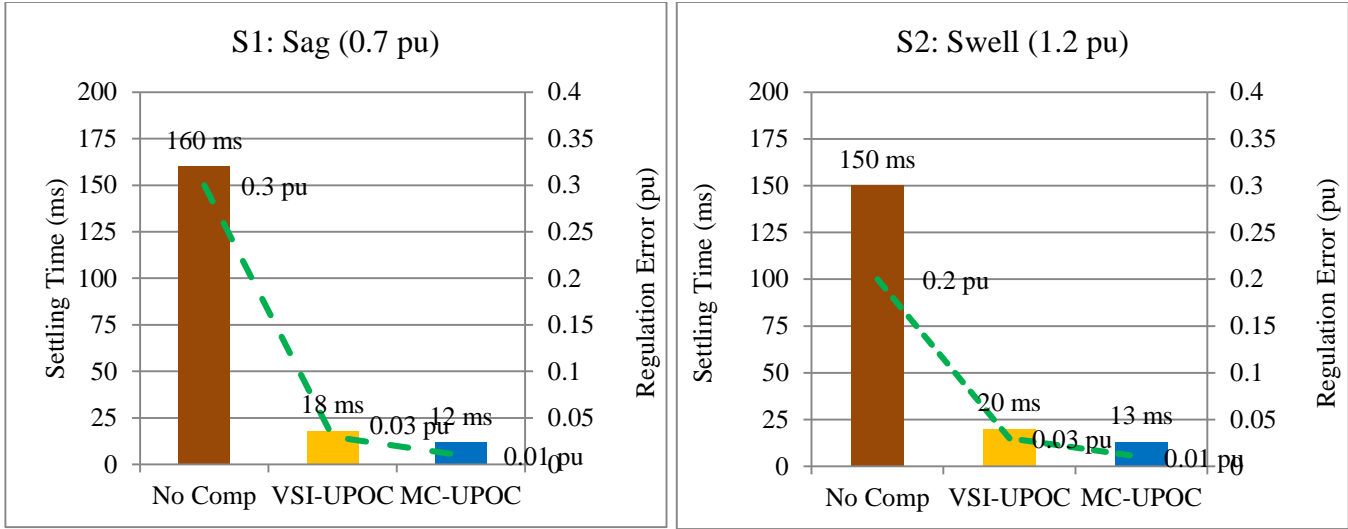 S1: Sag (0.7 pu)
Settling Time (ms)
200
175
150
125
100
75
50
25
0
160 ms
0.3 pu
18 ms
0.03 pu
12 ms
0.01 pu
0.4
0.35
0.3
0.25
0.2
0.15
0.1
0.05
0
Regulation Error (pu)
No Comp VSI-UPOC MC-UPOC
S2: Swell (1.2 pu)
Settling Time (ms)
200
175
150
125
100
75
50
25
0
150 ms
0.2 pu
20 ms
0.03 pu
13 ms
0.01 pu
0.4
0.35
0.3
0.25
0.2
0.15
0.1
0.05
0
Regulation Error (pu)
No Comp VSI-UPOC MC-UPOC